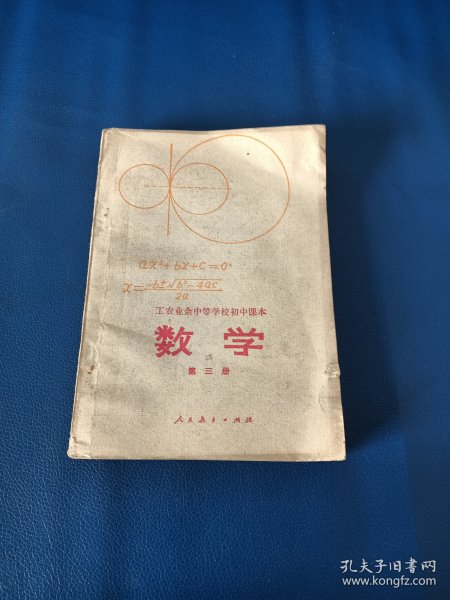 ax²+bx+c=0
x=-b±√b²-4ac
2a
工农业余中等学校初中课本
数学
第三册
人民教育出版社
孔夫子旧书网
www.kongfz.com